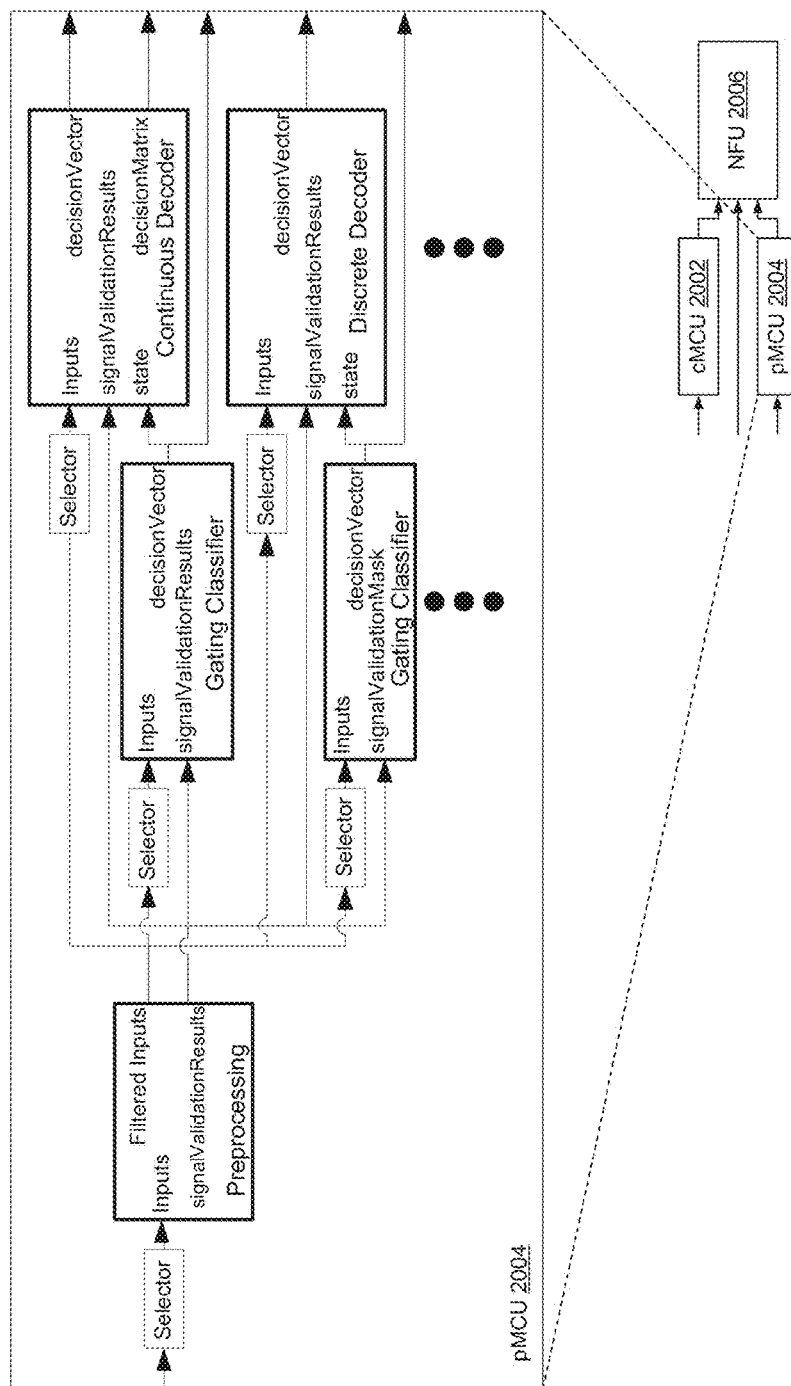 Selector
Filtered Inputs
Inputs
signalValidationResults
Preprocessing
Selector
Inputs
decisionVector
signalValidationResults
Gating Classifier
Selector
Inputs
decisionVector
signalValidationMask
Gating Classifier
Selector
Inputs
decisionVector
signalValidationResults
state
decisionMatrix
Continuous Decoder
Selector
Inputs
decisionVector
signalValidationResults
state
Discrete Decoder
pMCU 2004
cMCU 2002
pMCU 2004
NFU 2006